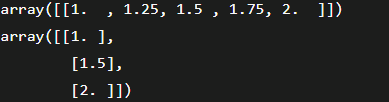 array([[1.  , 1.25, 1.5 , 1.75, 2.  ]])
array([[1. ],
       [1.5],
       [2. ]])